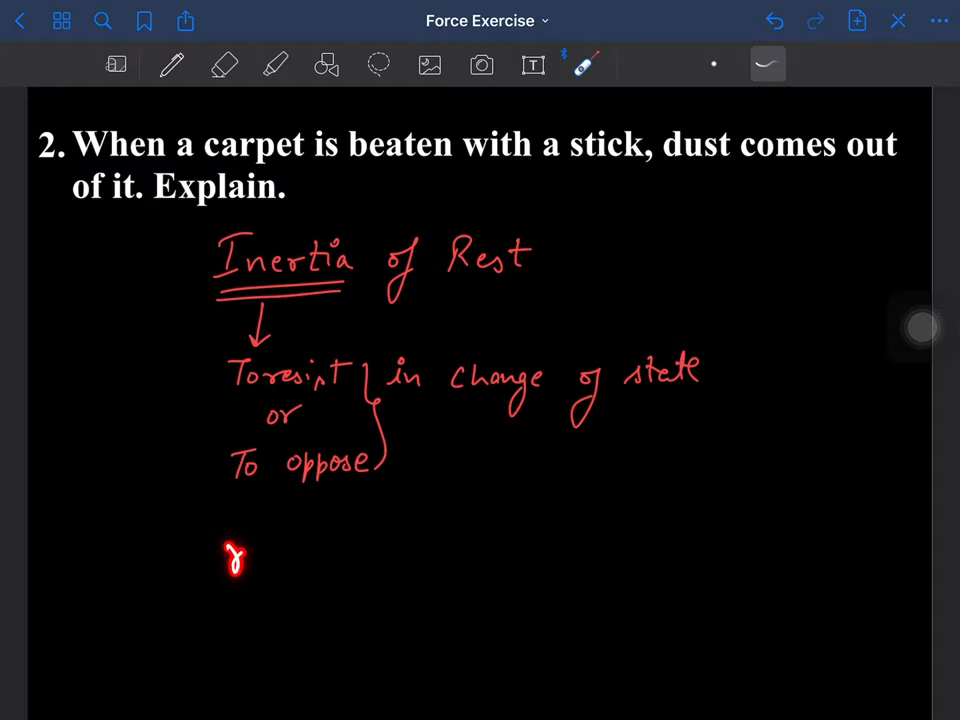 Force Exercise
T
2. When a carpet is beaten with a stick, dust comes out
of it. Explain.
Inertia of Rest
To resist in change of state
or
To oppose